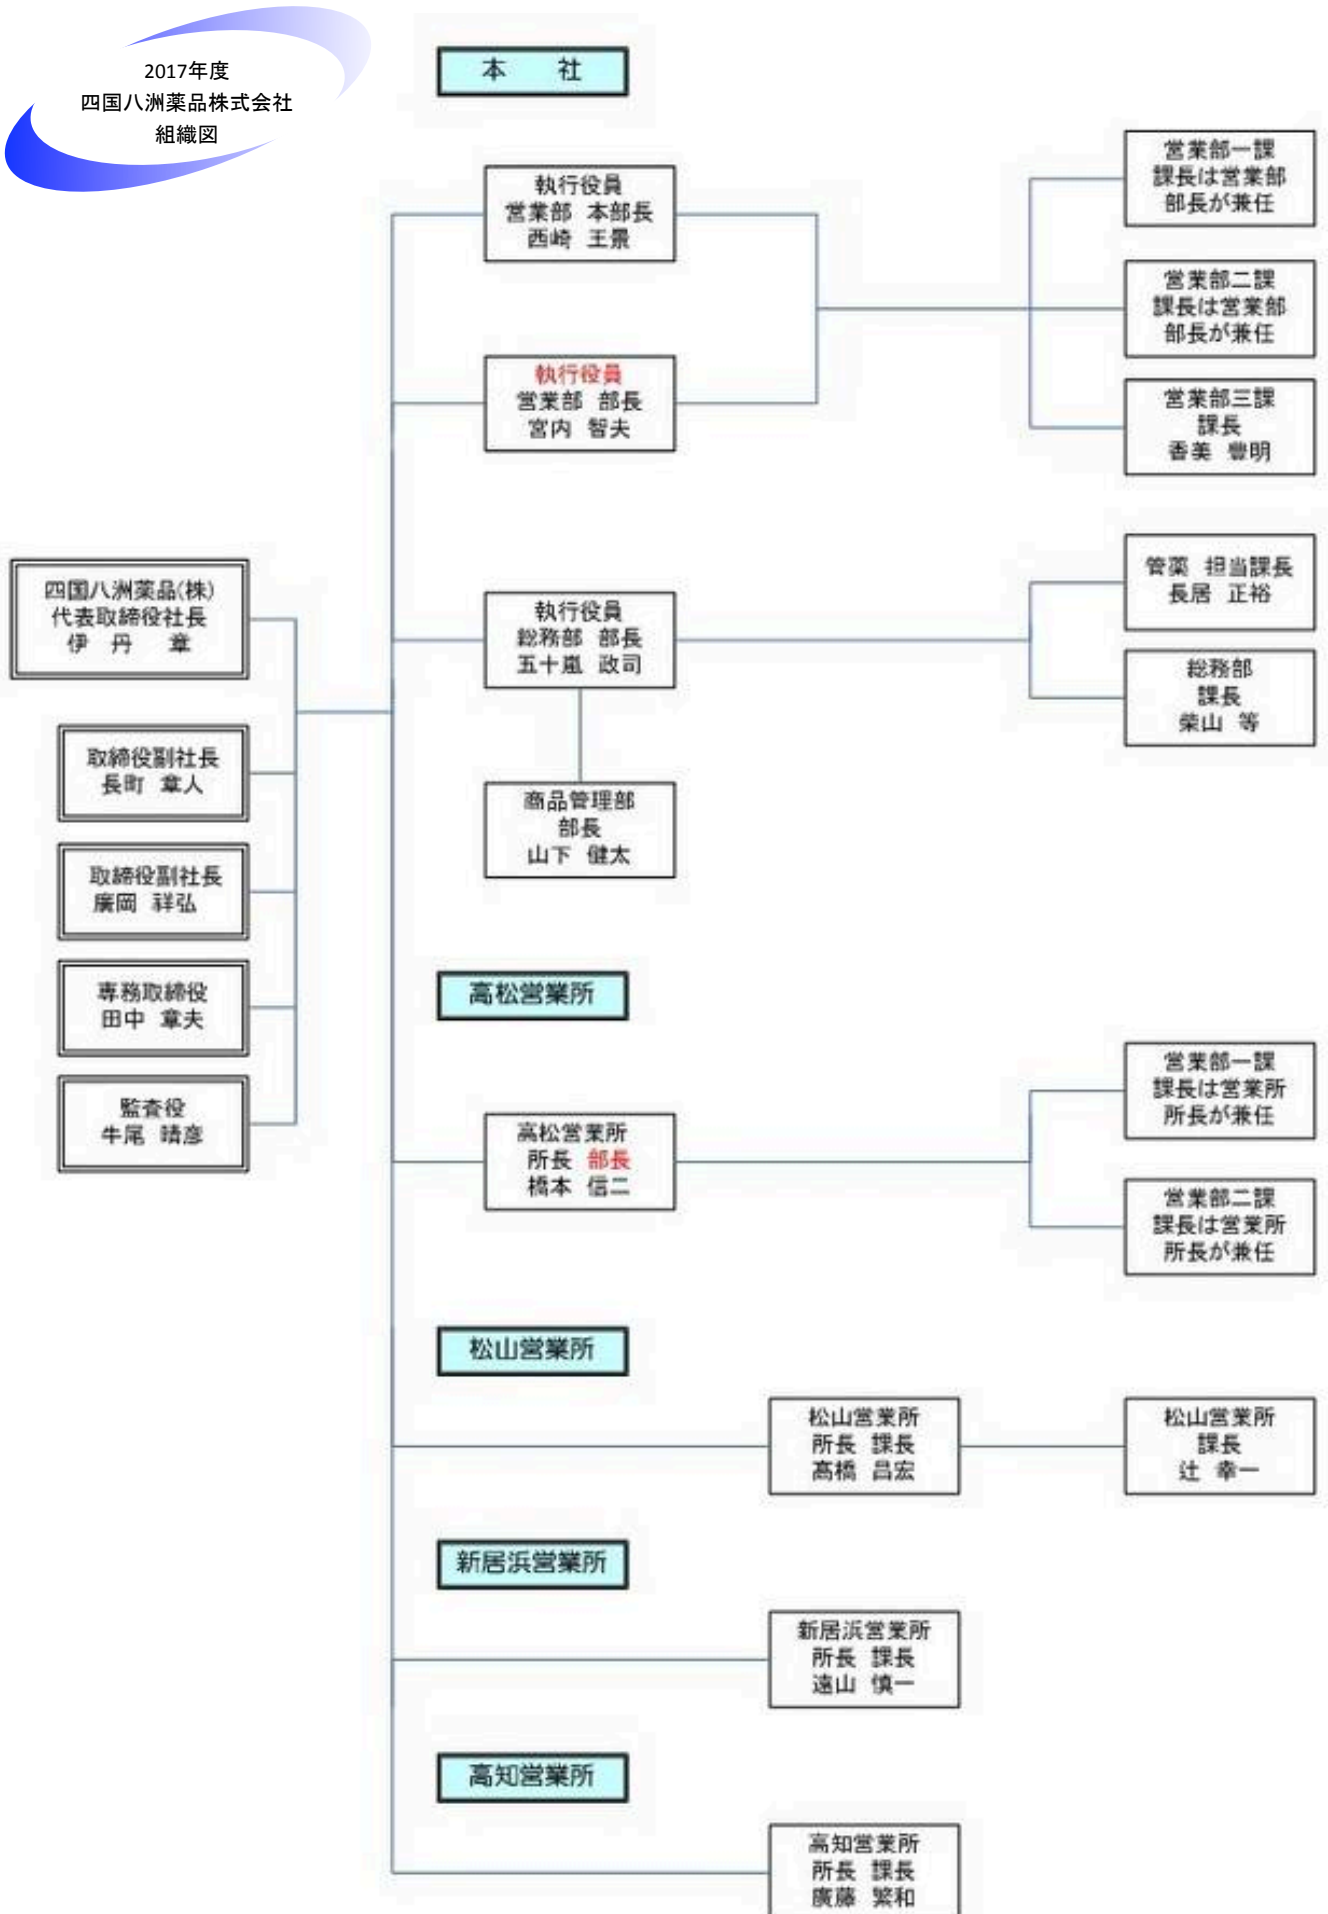 2017年度
四国八洲薬品株式会社
組織図
本　社
執行役員
営業部 本部長
西崎 王景
営業部一課
課長は営業部
部長が兼任
営業部二課
課長は営業部
部長が兼任
執行役員
営業部 部長
宮内 智夫
営業部三課
課長
香美 豊明
四国八洲薬品(株)
代表取締役社長
伊 丹 章
取締役副社長
長町 章人
取締役副社長
廣岡 祥弘
専務取締役
田中 章夫
監査役
牛尾 晴彦
執行役員
総務部 部長
五十嵐 政司
管薬 担当課長
長居 正裕
総務部
課長
柴山 等
商品管理部
部長
山下 健太
高松営業所
高松営業所
所長 部長
橋本 信二
営業部一課
課長は営業所
所長が兼任
営業部二課
課長は営業所
所長が兼任
松山営業所
松山営業所
所長 課長
髙橋 昌宏
松山営業所
課長
辻 幸一
新居浜営業所
新居浜営業所
所長 課長
遠山 慎一
高知営業所
高知営業所
所長 課長
廣藤 繁和